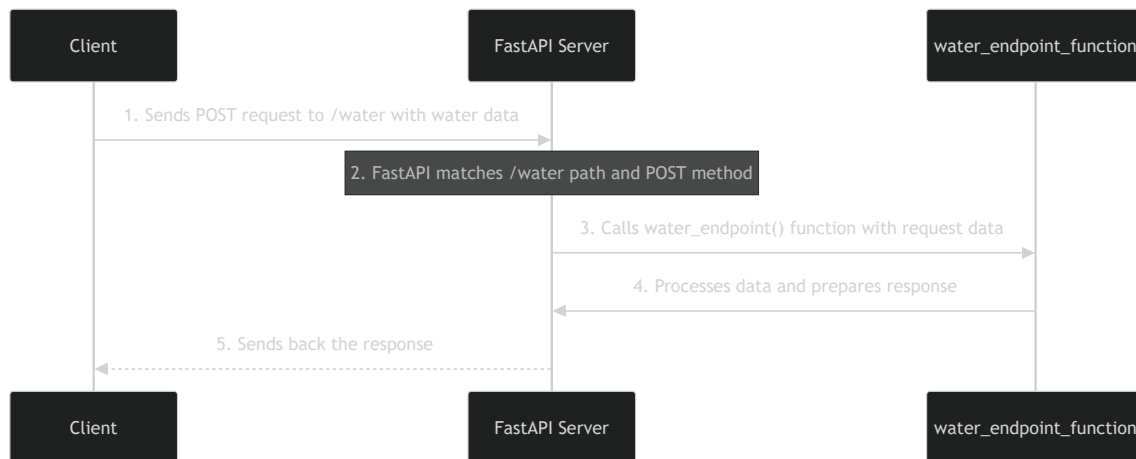 Client
FastAPI Server
water_endpoint_function
1. Sends POST request to /water with water data
2. FastAPI matches /water path and POST method
3. Calls water_endpoint() function with request data
4. Processes data and prepares response
5. Sends back the response
Client
FastAPI Server
water_endpoint_function